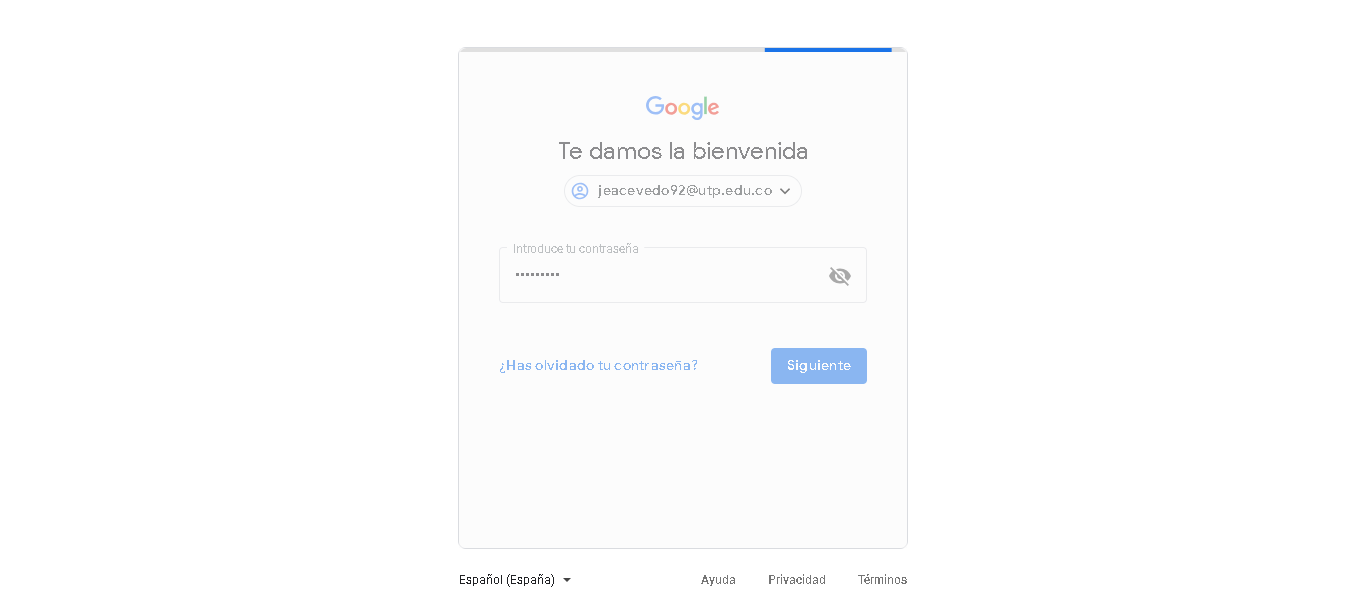 Google
Te damos la bienvenida
jeacevedo92@utp.edu.co
Introduce tu contraseña
•••••••••
¿Has olvidado tu contraseña?
Siguiente
Español (España)
Ayuda
Privacidad
Términos